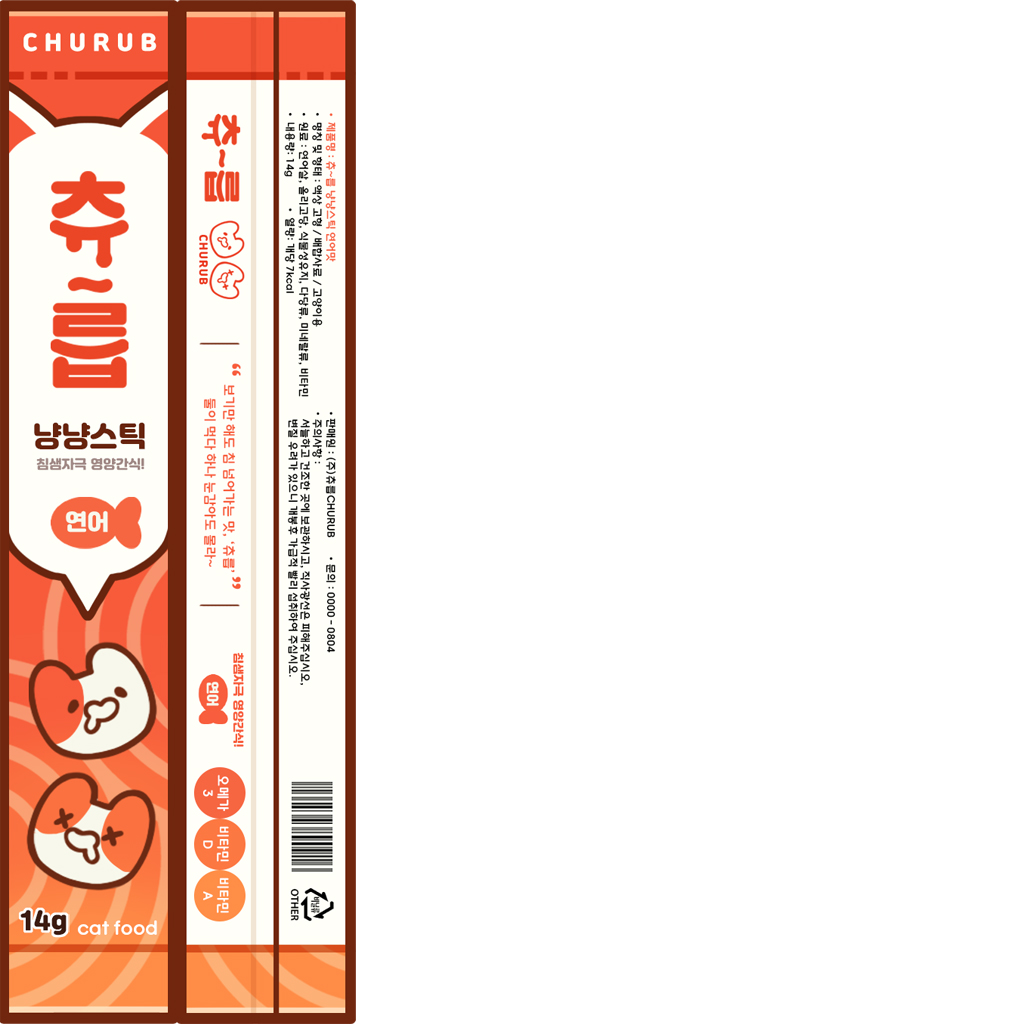 CHURUB
츄~릅
냥냥스틱
침샘자극 영양간식!
연어
14g cat food
츄~릅
CHURUB
“ 보기만 해도 침 넘어가는 맛, ‘츄릅’ ”
둘이 먹다 하나 눈감아도 몰라~
침샘자극 영양간식!
연어
오메가
3
비타민
D
비타민
A
• 제품명 : 츄~릅 냥냥스틱 연어맛
• 명칭 및 형태 : 액상 고형 / 배합사료 / 고양이용
• 원료 : 연어살, 올리고당, 식물성유지, 다당류, 미네랄류, 비타민
• 내용량: 14g • 열량: 개당 7kcal
• 판매원 : (주)츄릅CHURUB • 문의 : 0000 - 0804
• 주의사항 :
서늘하고 건조한 곳에 보관하시고, 직사광선은 피해주십시오,
변질 우려가 있으니 개봉후 가급적 빨리 섭취하여 주십시오.
비닐류
OTHER